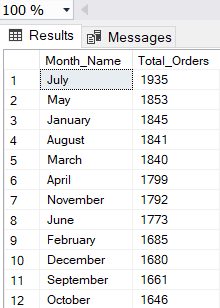 100 %
Results Messages
Month_Name Total_Orders
1 July 1935
2 May 1853
3 January 1845
4 August 1841
5 March 1840
6 April 1799
7 November 1792
8 June 1773
9 February 1685
10 December 1680
11 September 1661
12 October 1646